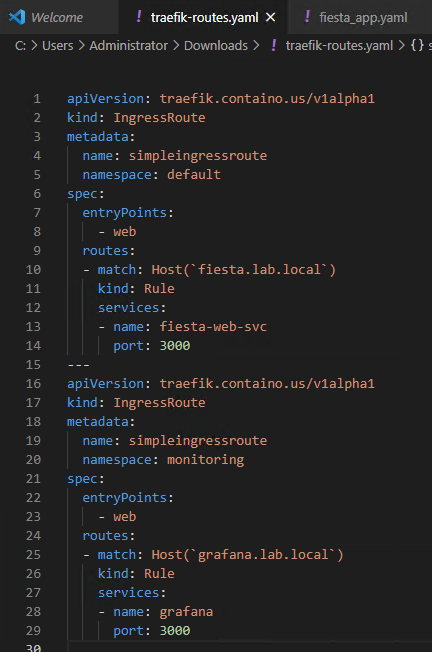 Welcome ! traefik-routes.yaml × ! fiesta_app.yaml
C: > Users > Administrator > Downloads > ! traefik-routes.yaml > {} s
1 apiVersion: traefik.containo.us/v1alpha1
2 kind: IngressRoute
3 metadata:
4   name: simpleingressroute
5   namespace: default
6 spec:
7   entryPoints:
8     - web
9   routes:
10   - match: Host(`fiesta.lab.local`)
11     kind: Rule
12     services:
13     - name: fiesta-web-svc
14       port: 3000
15 ---
16 apiVersion: traefik.containo.us/v1alpha1
17 kind: IngressRoute
18 metadata:
19   name: simpleingressroute
20   namespace: monitoring
21 spec:
22   entryPoints:
23     - web
24   routes:
25   - match: Host(`grafana.lab.local`)
26     kind: Rule
27     services:
28     - name: grafana
29       port: 3000
30